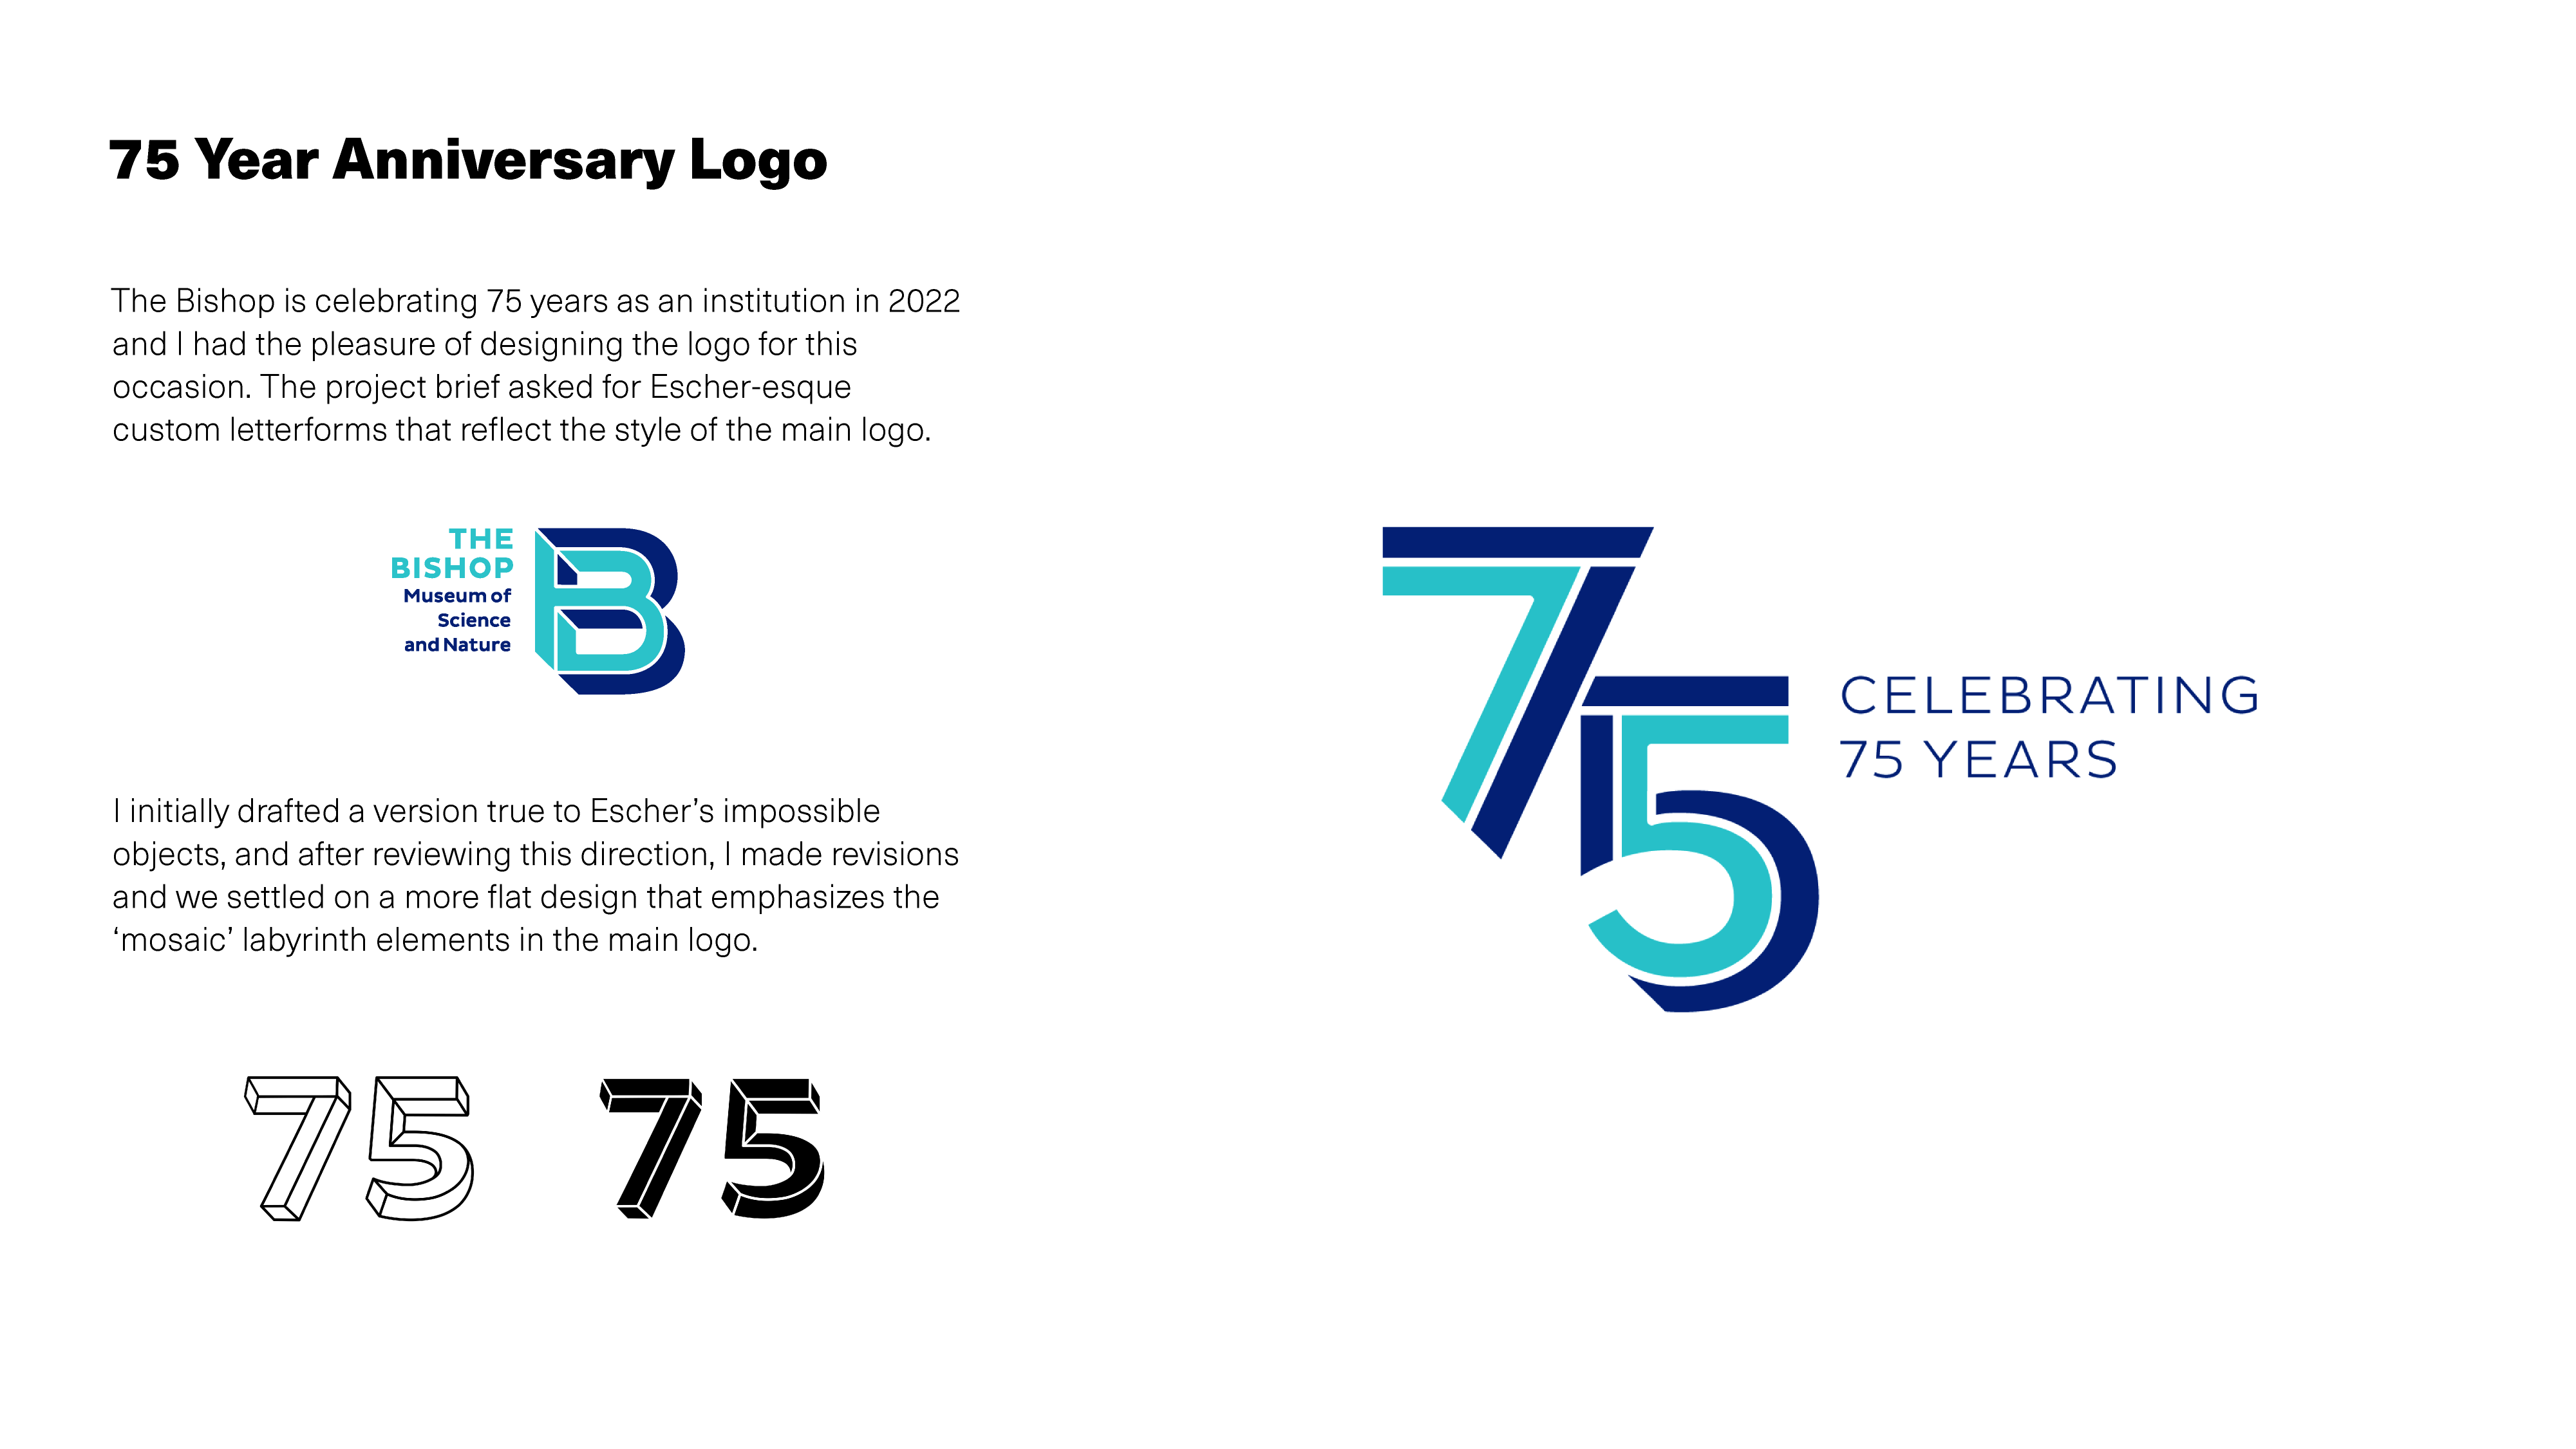 75 Year Anniversary Logo
The Bishop is celebrating 75 years as an institution in 2022
and I had the pleasure of designing the logo for this
occasion. The project brief asked for Escher-esque
custom letterforms that reflect the style of the main logo.
THE
BISHOP
Museum of
Science
and Nature
B
I initially drafted a version true to Escher’s impossible
objects, and after reviewing this direction, I made revisions
and we settled on a more flat design that emphasizes the
‘mosaic’ labyrinth elements in the main logo.
75
75
75
CELEBRATING
75 YEARS